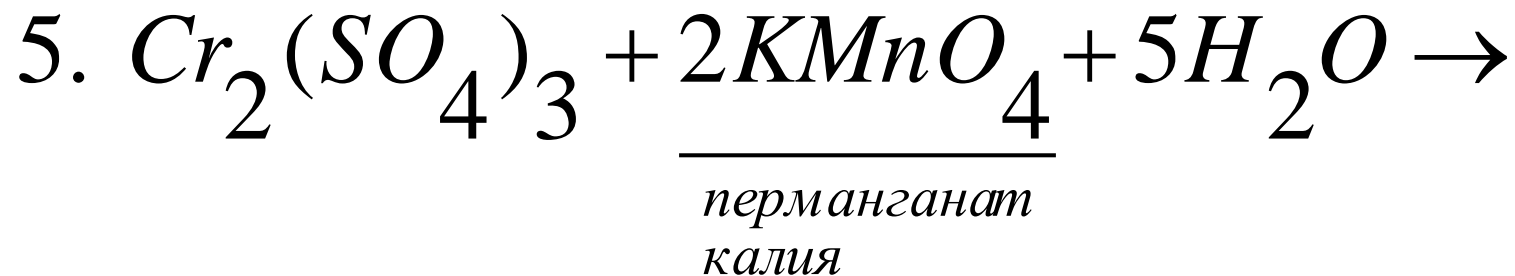 5. Cr₂(SO₄)₃ + 2KMnO₄ + 5H₂O →
перманганат
калия